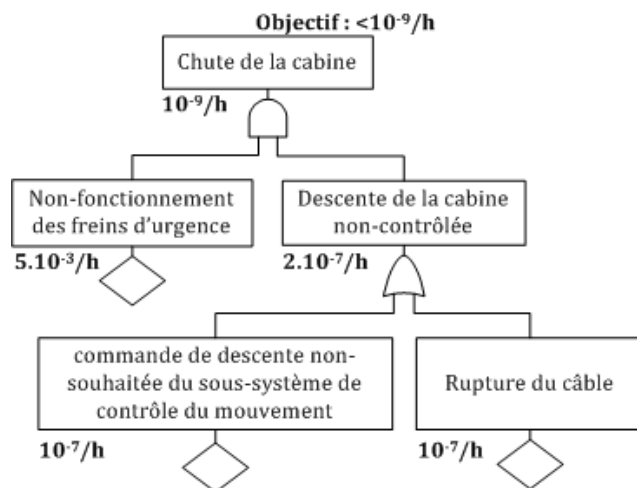 Objectif : <10⁻⁹/h
Chute de la cabine
10⁻⁹/h
Non-fonctionnement
des freins d'urgence
5.10⁻³/h
Descente de la cabine
non-contrôlée
2.10⁻⁷/h
commande de descente non-
souhaitée du sous-système de
contrôle du mouvement
10⁻⁷/h
Rupture du câble
10⁻⁷/h